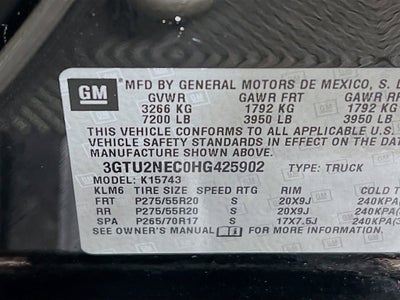 GM
MFD BY GENERAL MOTORS DE MEXICO, S.
GVWR GAWR FRT GAWR RR
3266 KG 1792 KG 1792 KG
7200 LB 3950 LB 3950 LB
THIS VEHICLE CONFORMS TO ALL APPLICABLE
VEHICLE SAFETY STANDARDS IN EFFECT ON THE DATE
3GTU2NEC0HG425902 TYPE: TRUCK
MODEL: K15743
KLM6 TIRE SIZE SPEED RTG RIM COLD
FRT P275/55R20 S 20X9J 240KPA
RR P275/55R20 S 20X9J 240KPA
SPA P265/70R17 S 17X7.5J 240KPA
SEE OWNER'S MANUAL FOR MORE INFORMATION.